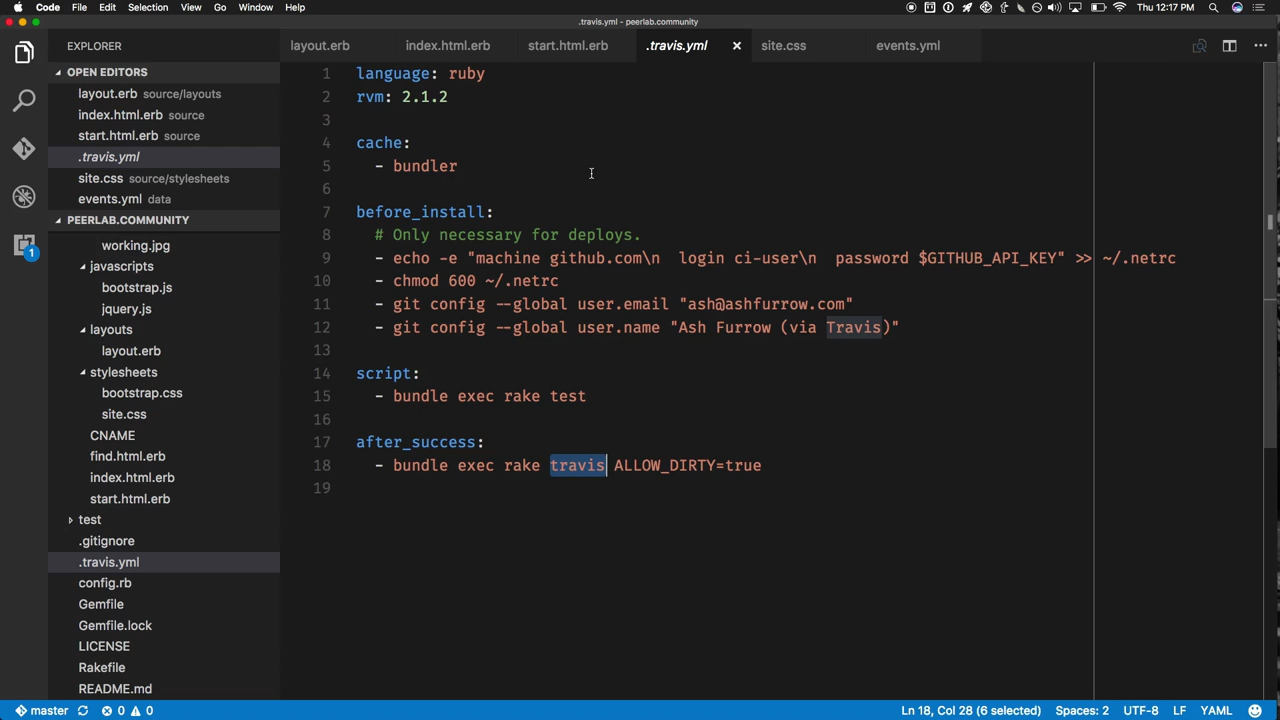 Code File Edit Selection View Go Window Help Thu 12:17 PM
.travis.yml - peerlab.community
EXPLORER
layout.erb index.html.erb start.html.erb .travis.yml site.css events.yml
OPEN EDITORS
layout.erb source/layouts
index.html.erb source
start.html.erb source
.travis.yml
site.css source/stylesheets
events.yml data
PEERLAB.COMMUNITY
working.jpg
javascripts
bootstrap.js
jquery.js
layouts
layout.erb
stylesheets
bootstrap.css
site.css
CNAME
find.html.erb
index.html.erb
start.html.erb
test
.gitignore
.travis.yml
config.rb
Gemfile
Gemfile.lock
LICENSE
Rakefile
README.md
1
1 language: ruby
2 rvm: 2.1.2
3
4 cache:
5 - bundler
6
7 before_install:
8 # Only necessary for deploys.
9 - echo -e "machine github.com\n  login ci-user\n  password $GITHUB_API_KEY" >> ~/.netrc
10 - chmod 600 ~/.netrc
11 - git config --global user.email "ash@ashfurrow.com"
12 - git config --global user.name "Ash Furrow (via Travis)"
13
14 script:
15 - bundle exec rake test
16
17 after_success:
18 - bundle exec rake travis ALLOW_DIRTY=true
19
master 0 0 Ln 18, Col 28 (6 selected) Spaces: 2 UTF-8 LF YAML